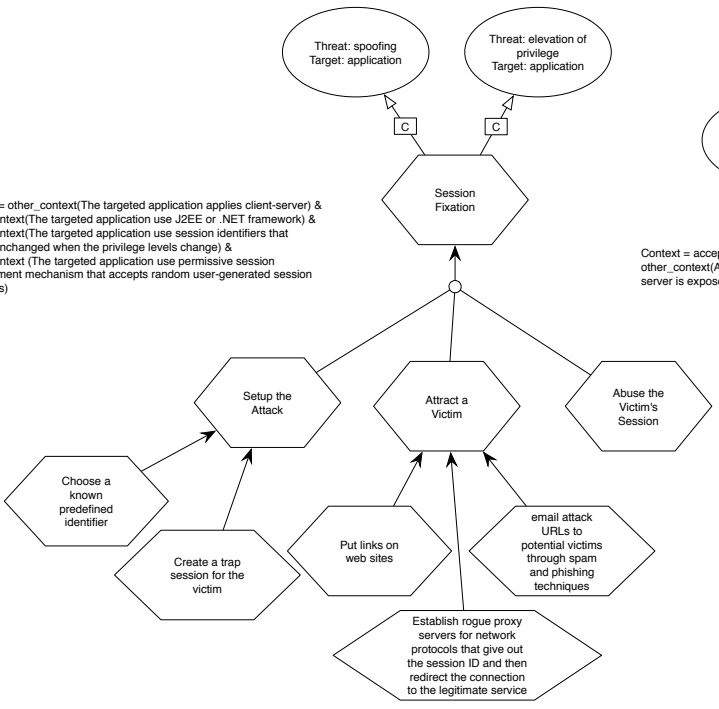 Threat: spoofing
Target: application
Threat: elevation of
privilege
Target: application
C
C
Session
Fixation
= other_context(The targeted application applies client-server) &
ntext(The targeted application use J2EE or .NET framework) &
ntext(The targeted application use session identifiers that
nchanged when the privilege levels change) &
ntext (The targeted application use permissive session
ment mechanism that accepts random user-generated session
s)
Context = accep
other_context(A
server is expose
Setup the
Attack
Attract a
Victim
Abuse the
Victim's
Session
Choose a
known
predefined
identifier
Create a trap
session for the
victim
Put links on
web sites
email attack
URLs to
potential victims
through spam
and phishing
techniques
Establish rogue proxy
servers for network
protocols that give out
the session ID and then
redirect the connection
to the legitimate service